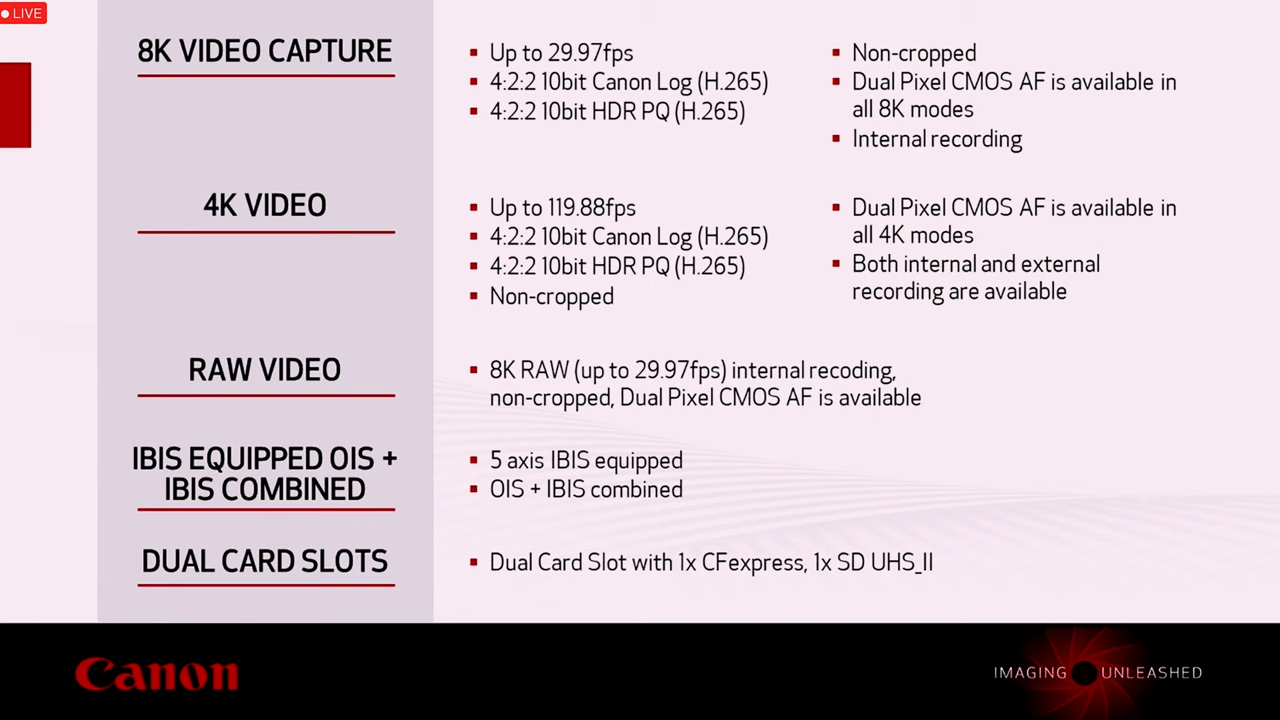 LIVE
8K VIDEO CAPTURE
▪ Up to 29.97fps
▪ 4:2:2 10bit Canon Log (H.265)
▪ 4:2:2 10bit HDR PQ (H.265)
▪ Non-cropped
▪ Dual Pixel CMOS AF is available in
all 8K modes
▪ Internal recording
4K VIDEO
▪ Up to 119.88fps
▪ 4:2:2 10bit Canon Log (H.265)
▪ 4:2:2 10bit HDR PQ (H.265)
▪ Non-cropped
▪ Dual Pixel CMOS AF is available in
all 4K modes
▪ Both internal and external
recording are available
RAW VIDEO
▪ 8K RAW (up to 29.97fps) internal recoding,
non-cropped, Dual Pixel CMOS AF is available
IBIS EQUIPPED OIS +
IBIS COMBINED
▪ 5 axis IBIS equipped
▪ OIS + IBIS combined
DUAL CARD SLOTS
▪ Dual Card Slot with 1x CFexpress, 1x SD UHS_II
Canon
IMAGING UNLEASHED